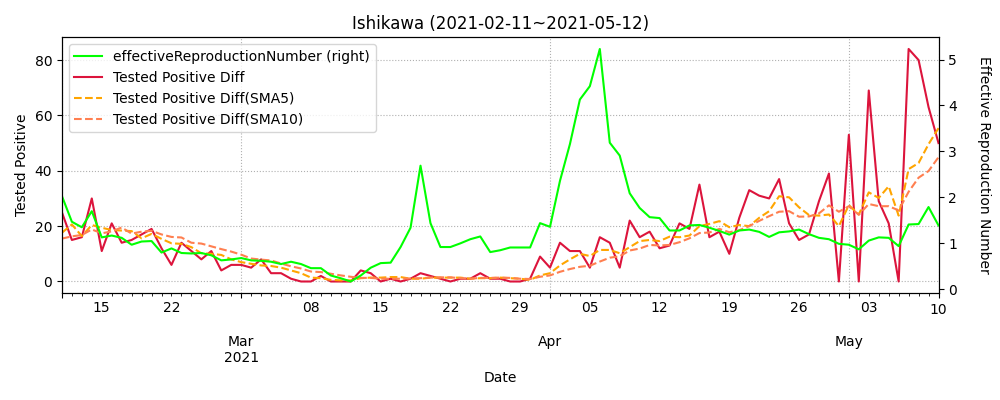 Ishikawa (2021-02-11~2021-05-12)
effectiveReproductionNumber (right)
Tested Positive Diff
Tested Positive Diff(SMA5)
Tested Positive Diff(SMA10)
Tested Positive
80
60
40
20
0
Effective Reproduction Number
5
4
3
2
1
0
15 22 08 15 22 29 05 12 19 26 03 10
Mar Apr May
2021
Date